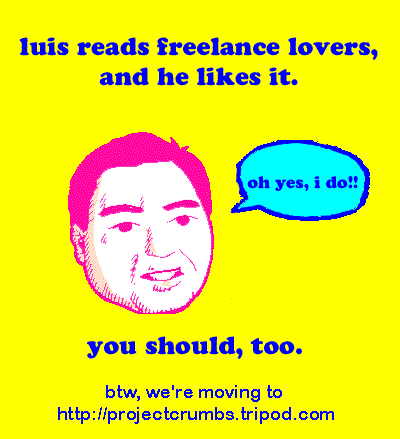 luis reads freelance lovers,
and he likes it.
oh yes, i do!!
you should, too.
btw, we're moving to
http://projectcrumbs.tripod.com